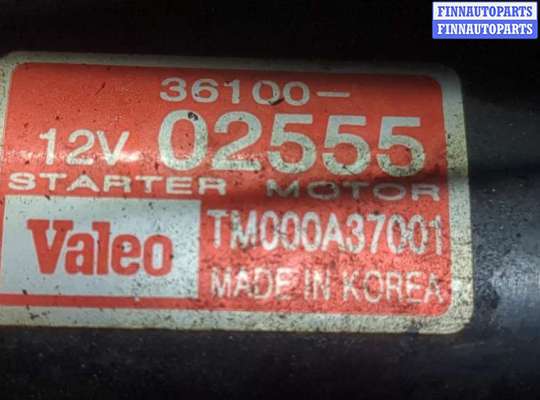 FINNAUTOPARTS
FINNAUTOPARTS
36100-
12V 02555
STARTER MOTOR
Valeo TM000A37001
MADE IN KOREA